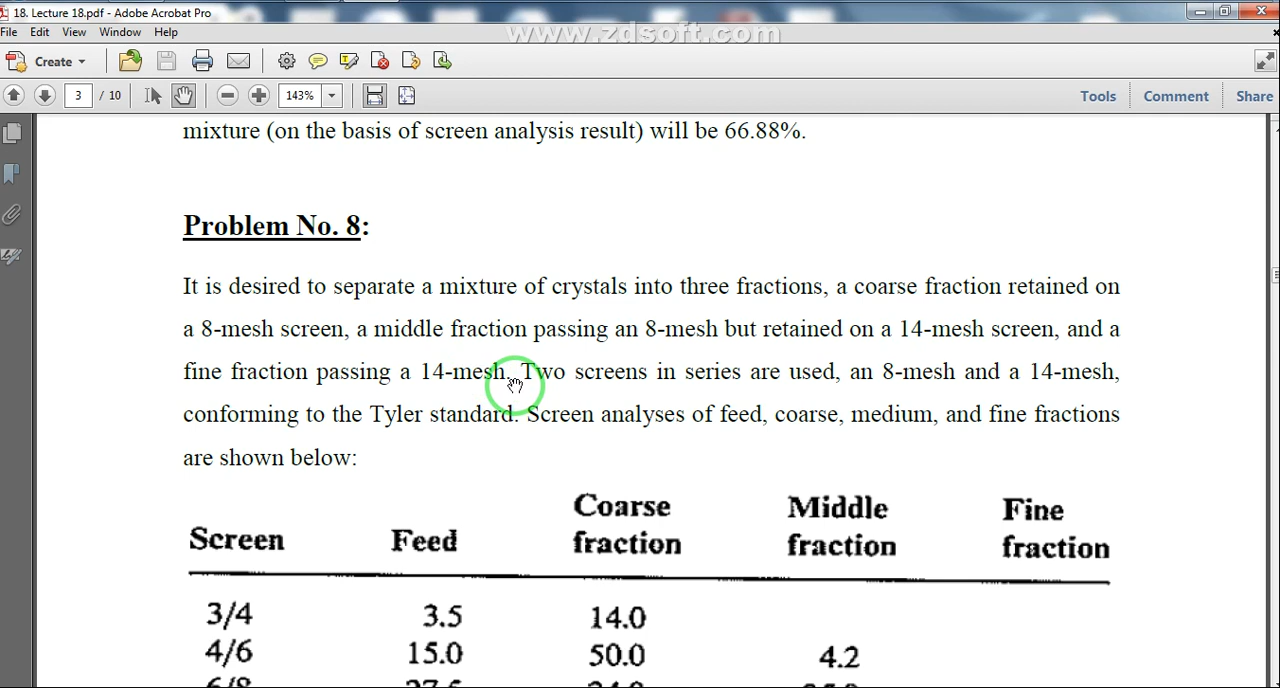 18. Lecture 18.pdf - Adobe Acrobat Pro
www.zdsoft.com
File Edit View Window Help
Create
3 / 10 143% Tools Comment Share
mixture (on the basis of screen analysis result) will be 66.88%.
Problem No. 8:
It is desired to separate a mixture of crystals into three fractions, a coarse fraction retained on
a 8-mesh screen, a middle fraction passing an 8-mesh but retained on a 14-mesh screen, and a
fine fraction passing a 14-mesh. Two screens in series are used, an 8-mesh and a 14-mesh,
conforming to the Tyler standard. Screen analyses of feed, coarse, medium, and fine fractions
are shown below:
Screen Feed Coarse fraction Middle fraction Fine fraction
3/4 3.5 14.0
4/6 15.0 50.0 4.2
6/8 27.5